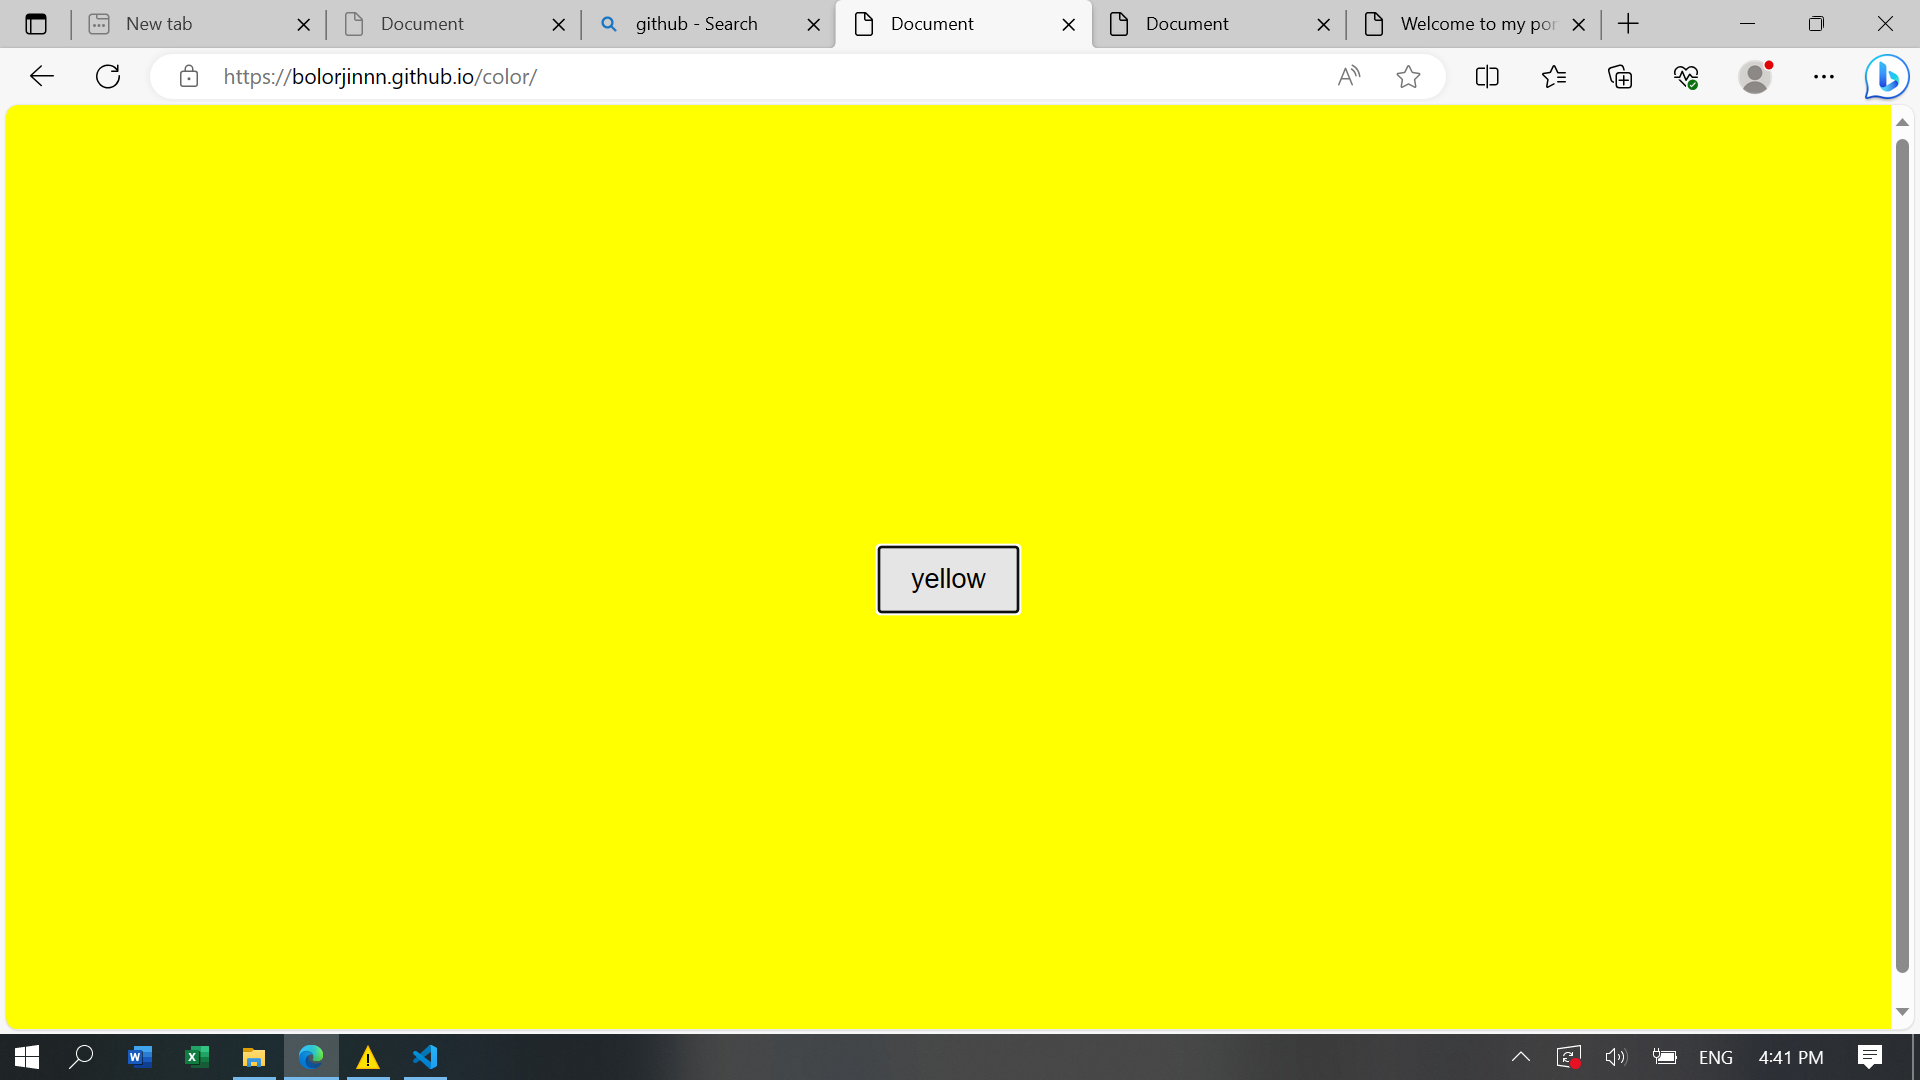 New tab
Document
github - Search
Document
Document
Welcome to my por
https://bolorjinnn.github.io/color/
yellow
ENG
4:41 PM